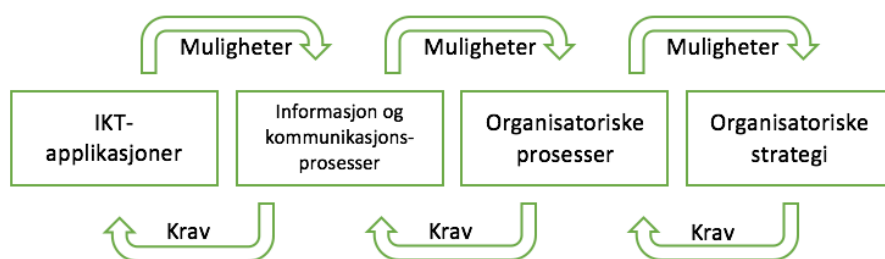 Muligheter
Muligheter
Muligheter
IKT-
applikasjoner
Informasjon og
kommunikasjons-
prosesser
Organisatoriske
prosesser
Organisatoriske
strategi
Krav
Krav
Krav